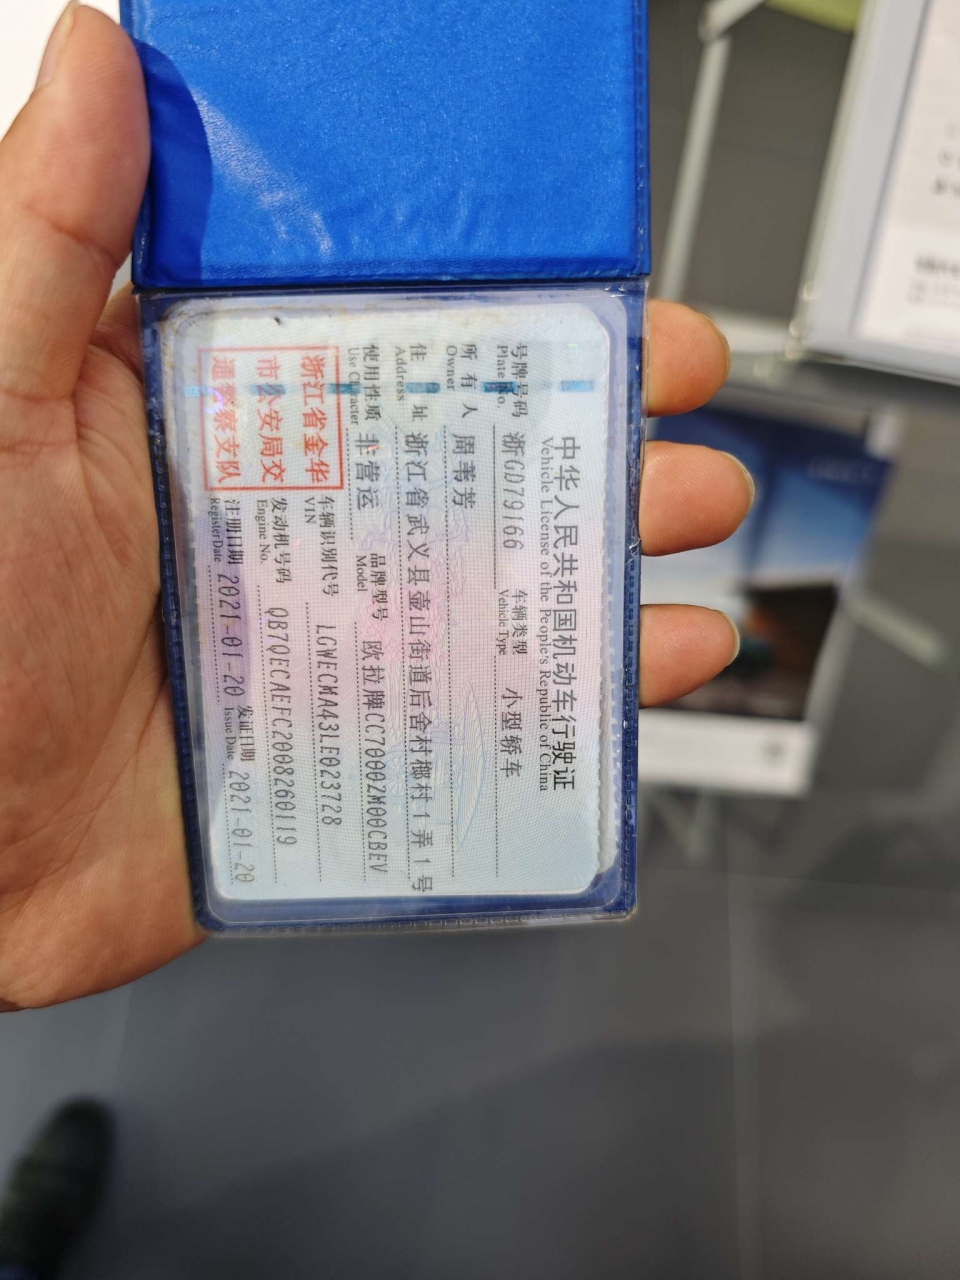 中华人民共和国机动车行驶证
Vehicle License of the People's Republic of China
号牌号码 浙GD79166 车辆类型 小型轿车
Plate No. Vehicle Type
所有人 周菁芳
Owner
住址 浙江省武义县壶山街道后舍村榔村1弄1号
Address
使用性质 非营运 品牌型号 欧拉牌CC7000ZM00CBEV
Use Character Model
浙江省金华
市公安局交
通警察支队
车辆识别代号 LGWECMA43LE023728
VIN
发动机号码 QB7QECAEFC2008260119
Engine No.
注册日期 2021-01-20 发证日期 2021-01-20
Register Date Issue Date